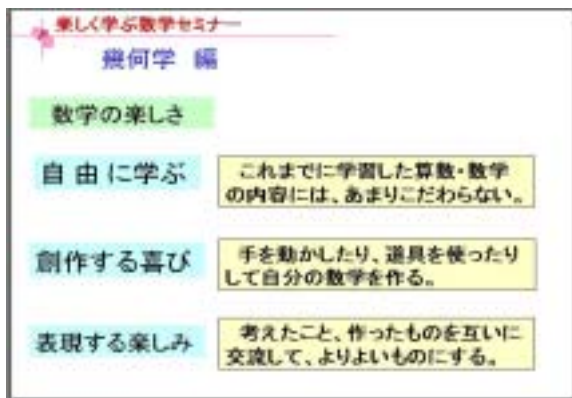 楽しく学ぶ数学セミナー
幾何学 編
数学の楽しさ
自由に学ぶ
これまでに学習した算数・数学
の内容には、あまりこだわらない。
創作する喜び
手を動かしたり、道具を使ったり
して自分の数学を作る。
表現する楽しみ
考えたこと、作ったものを互いに
交流して、よりよいものにする。